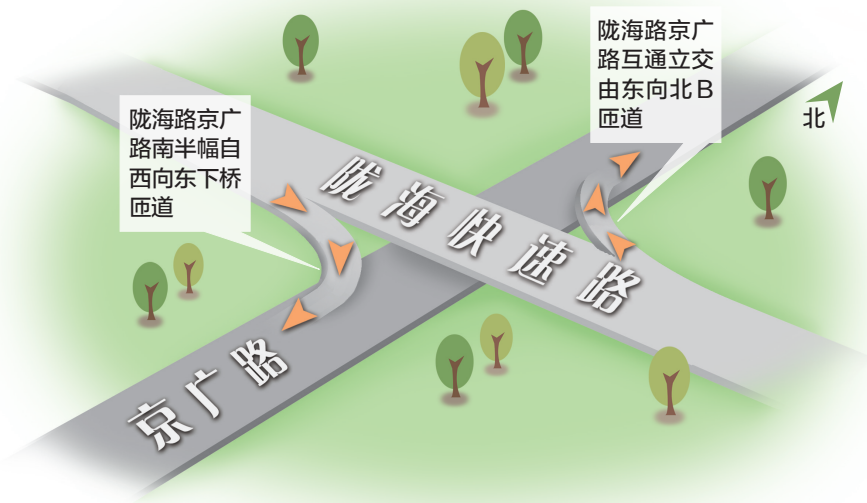 陇海路京广
路互通立交
由东向北B
匝道
北
陇海路京广
路南半幅自
西向东下桥
匝道
陇海快速路
京广路